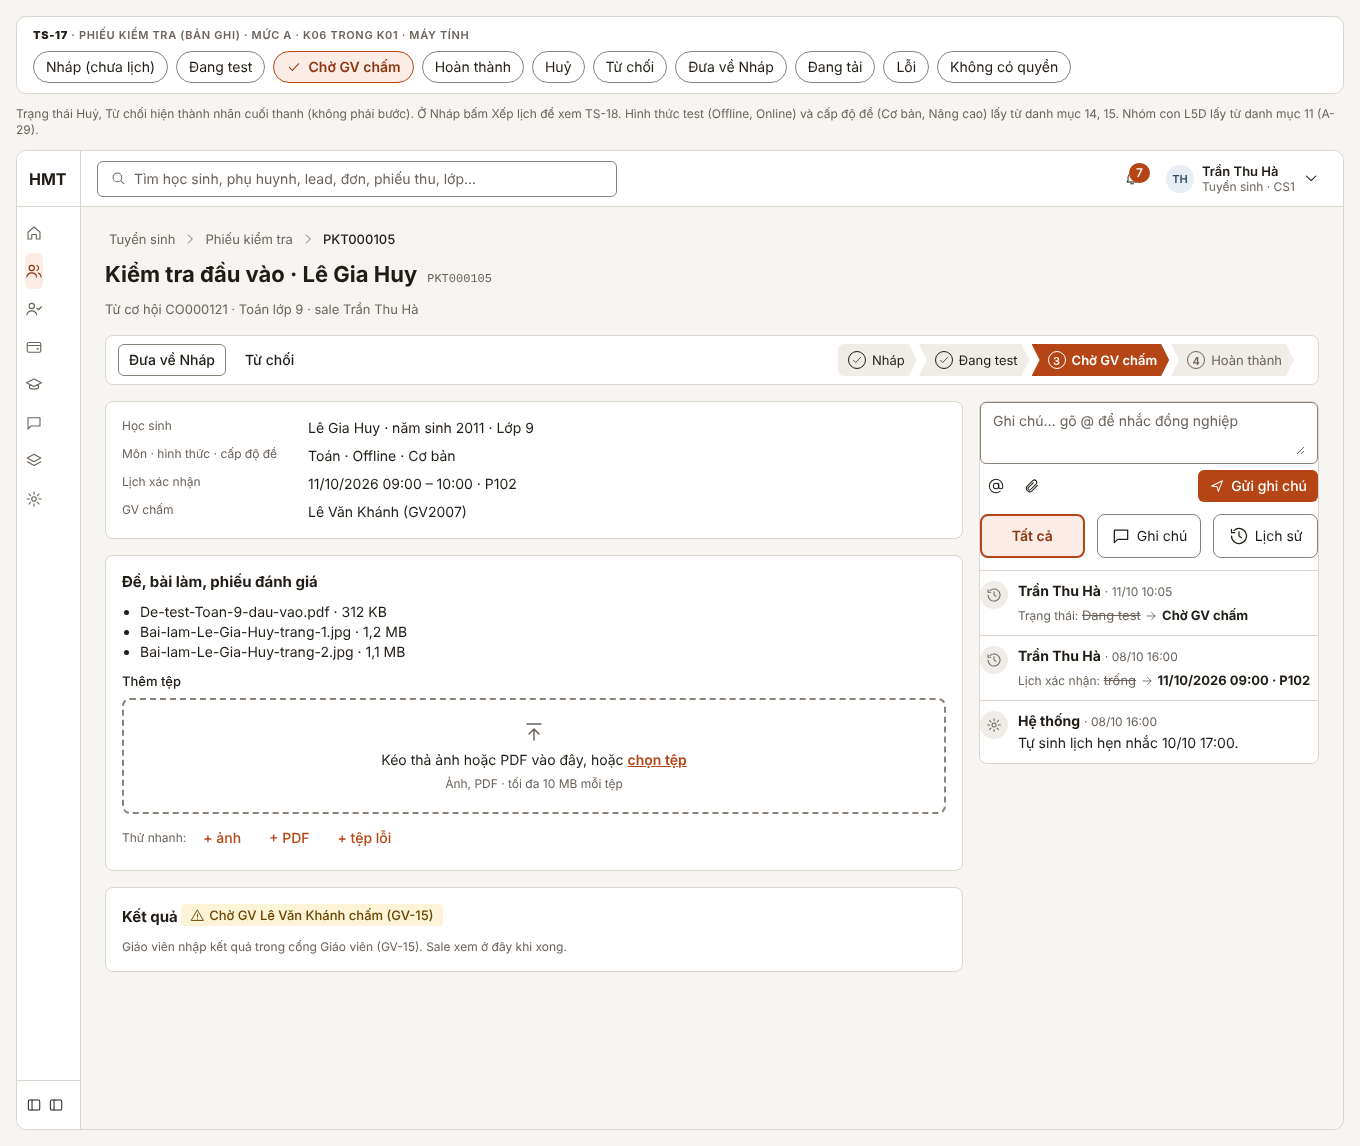 TS-17 · PHIẾU KIỂM TRA (BẢN GHI) · MỨC A · K06 TRONG K01 · MÁY TÍNH
Nháp (chưa lịch)
Đang test
Chờ GV chấm
Hoàn thành
Huỷ
Từ chối
Đưa về Nháp
Đang tải
Lỗi
Không có quyền
Trạng thái Huỷ, Từ chối hiện thành nhãn cuối thanh (không phải bước). Ở Nháp bấm Xếp lịch để xem TS-18. Hình thức test (Offline, Online) và cấp độ đề (Cơ bản, Nâng cao) lấy từ danh mục 14, 15. Nhóm con L5D lấy từ danh mục 11 (A-
29).
HMT
Tìm học sinh, phụ huynh, lead, đơn, phiếu thu, lớp...
7
TH
Trần Thu Hà
Tuyển sinh · CS1
Tuyển sinh
Phiếu kiểm tra
PKT000105
Kiểm tra đầu vào · Lê Gia Huy PKT000105
Từ cơ hội CO000121 · Toán lớp 9 · sale Trần Thu Hà
Đưa về Nháp
Từ chối
Nháp
Đang test
3 Chờ GV chấm
4 Hoàn thành
Học sinh
Lê Gia Huy · năm sinh 2011 · Lớp 9
Môn · hình thức · cấp độ đề
Toán · Offline · Cơ bản
Lịch xác nhận
11/10/2026 09:00 – 10:00 · P102
GV chấm
Lê Văn Khánh (GV2007)
Đề, bài làm, phiếu đánh giá
De-test-Toan-9-dau-vao.pdf · 312 KB
Bai-lam-Le-Gia-Huy-trang-1.jpg · 1,2 MB
Bai-lam-Le-Gia-Huy-trang-2.jpg · 1,1 MB
Thêm tệp
Kéo thả ảnh hoặc PDF vào đây, hoặc chọn tệp
Ảnh, PDF · tối đa 10 MB mỗi tệp
Thử nhanh:
+ ảnh
+ PDF
+ tệp lỗi
Kết quả
Chờ GV Lê Văn Khánh chấm (GV-15)
Giáo viên nhập kết quả trong cổng Giáo viên (GV-15). Sale xem ở đây khi xong.
Ghi chú... gõ @ để nhắc đồng nghiệp
@
Gửi ghi chú
Tất cả
Ghi chú
Lịch sử
Trần Thu Hà · 11/10 10:05
Trạng thái: Đang test → Chờ GV chấm
Trần Thu Hà · 08/10 16:00
Lịch xác nhận: trống → 11/10/2026 09:00 · P102
Hệ thống · 08/10 16:00
Tự sinh lịch hẹn nhắc 10/10 17:00.